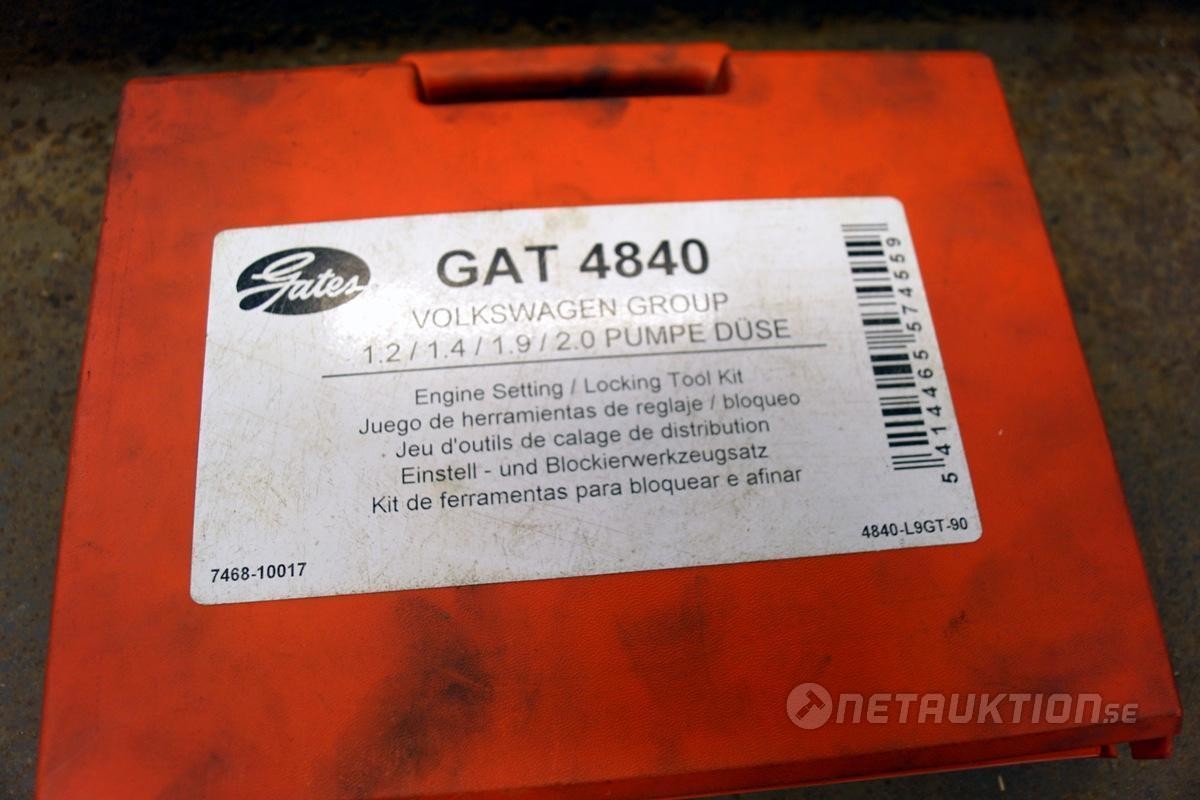 Gates
GAT 4840
VOLKSWAGEN GROUP
1.2 / 1.4 / 1.9 / 2.0 PUMPE DÜSE
Engine Setting / Locking Tool Kit
Juego de herramientas de reglaje / bloqueo
Jeu d'outils de calage de distribution
Einstell - und Blockierwerkzeugsatz
Kit de ferramentas para bloquear e afinar
7468-10017
4840-L9GT-90
5 414465 574559
NETAUKTION.SE